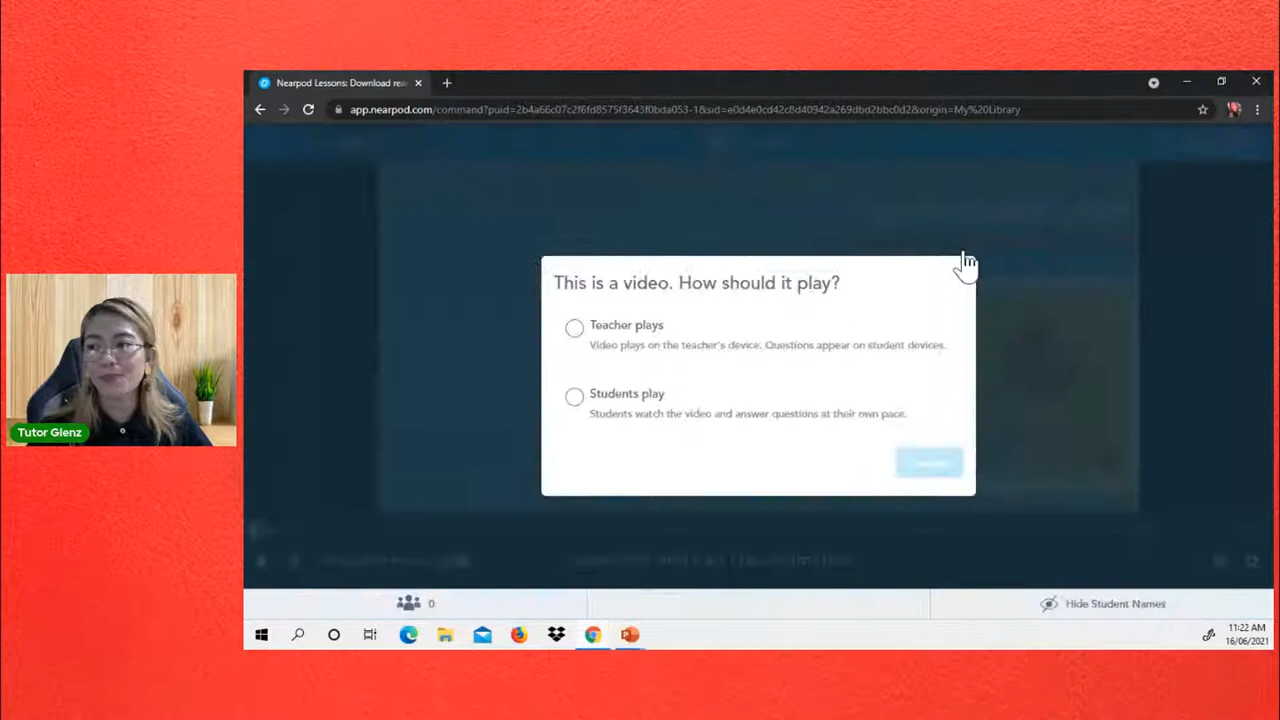 Nearpod Lessons: Download rea
app.nearpod.com/command?puid=2b4a66c07c2f6fd8575f3643f0bda053-1&sid=e0d4e0cd42c8d40942a269dbd2bbc0d2&origin=My%20Library
This is a video. How should it play?
Teacher plays
Video plays on the teacher's device. Questions appear on student devices.
Students play
Students watch the video and answer questions at their own pace.
Tutor Glenz
0
Hide Student Names
11:22 AM
16/06/2021